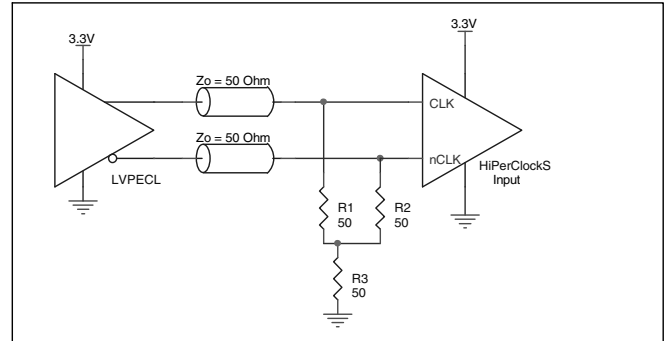 3.3V
3.3V
Zo = 50 Ohm
CLK
Zo = 50 Ohm
nCLK
LVPECL
HiPerClockS
Input
R1
50
R2
50
R3
50